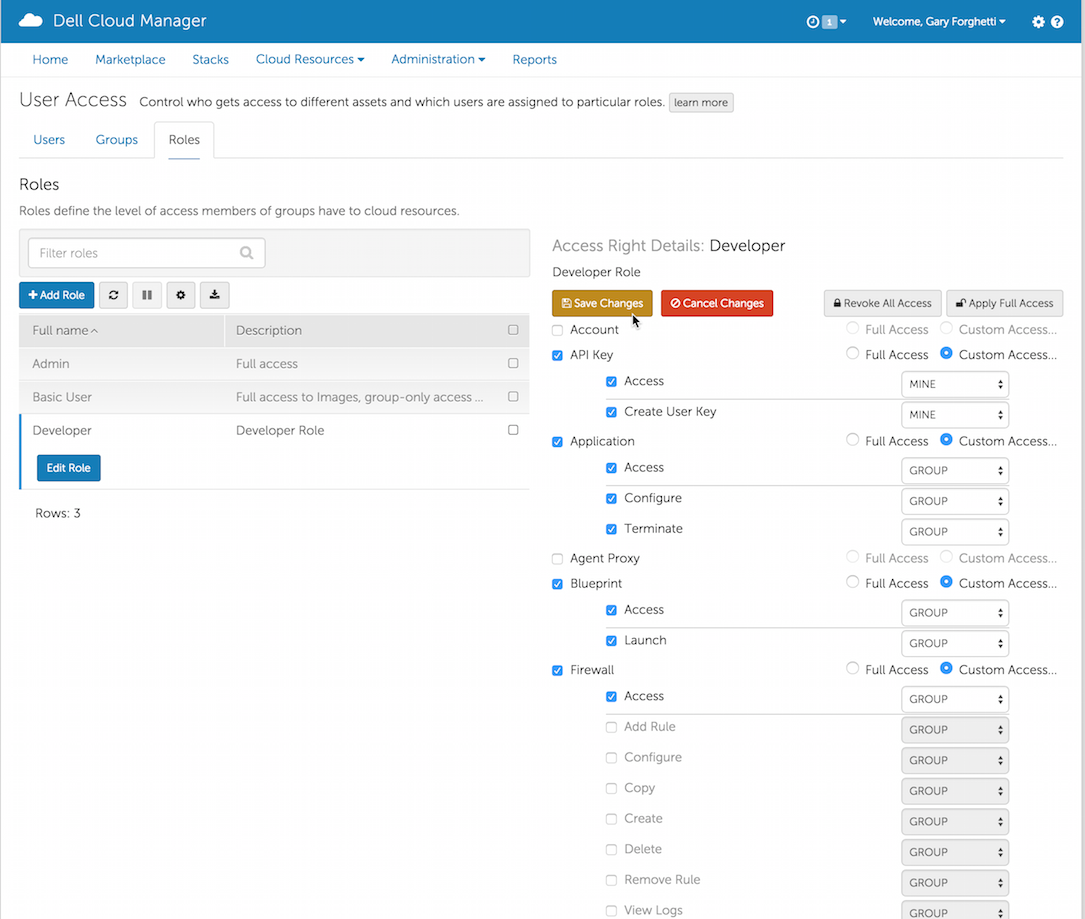 Dell Cloud Manager
1
Welcome, Gary Forghetti
Home Marketplace Stacks Cloud Resources Administration Reports
User Access Control who gets access to different assets and which users are assigned to particular roles. learn more
Users Groups Roles
Roles
Roles define the level of access members of groups have to cloud resources.
Filter roles
+ Add Role
Full name Description
Admin Full access
Basic User Full access to Images, group-only access ...
Developer Developer Role
Edit Role
Rows: 3
Access Right Details: Developer
Developer Role
Save Changes Cancel Changes Revoke All Access Apply Full Access
Account Full Access Custom Access...
API Key Full Access Custom Access...
Access MINE
Create User Key MINE
Application Full Access Custom Access...
Access GROUP
Configure GROUP
Terminate GROUP
Agent Proxy Full Access Custom Access...
Blueprint Full Access Custom Access...
Access GROUP
Launch GROUP
Firewall Full Access Custom Access...
Access GROUP
Add Rule GROUP
Configure GROUP
Copy GROUP
Create GROUP
Delete GROUP
Remove Rule GROUP
View Logs GROUP